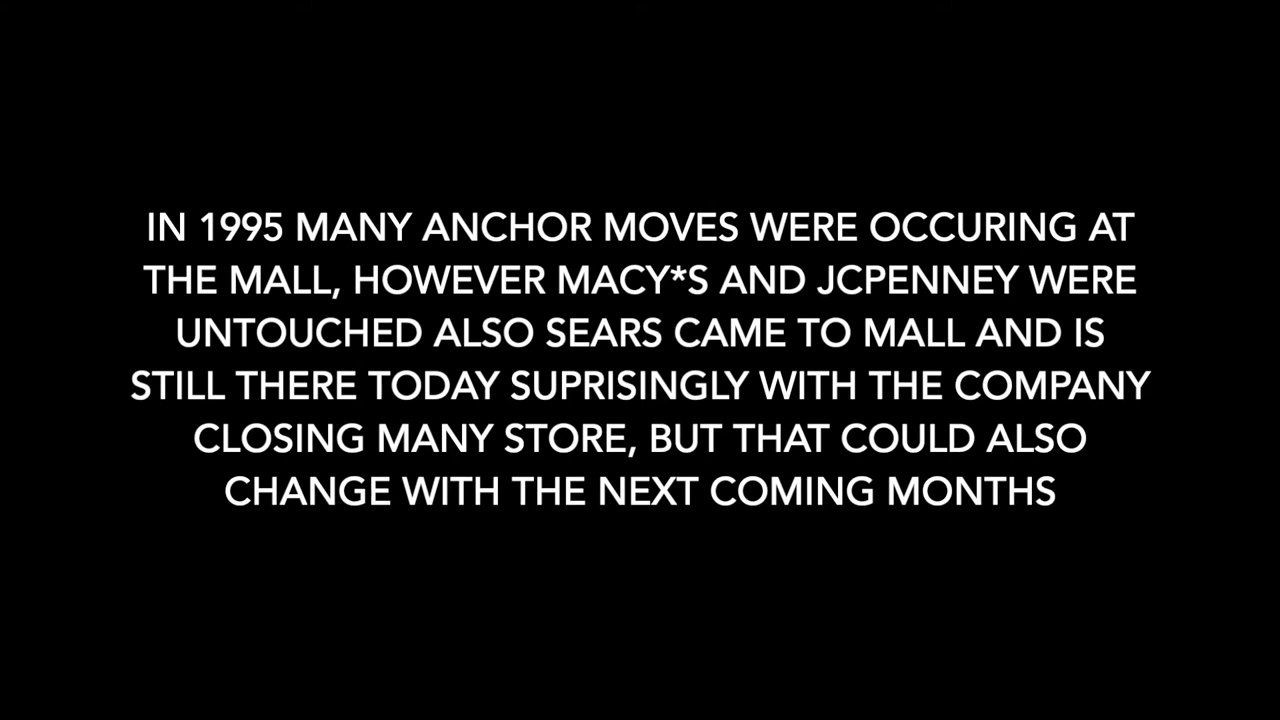 IN 1995 MANY ANCHOR MOVES WERE OCCURING AT
THE MALL, HOWEVER MACY*S AND JCPENNEY WERE
UNTOUCHED ALSO SEARS CAME TO MALL AND IS
STILL THERE TODAY SUPRISINGLY WITH THE COMPANY
CLOSING MANY STORE, BUT THAT COULD ALSO
CHANGE WITH THE NEXT COMING MONTHS